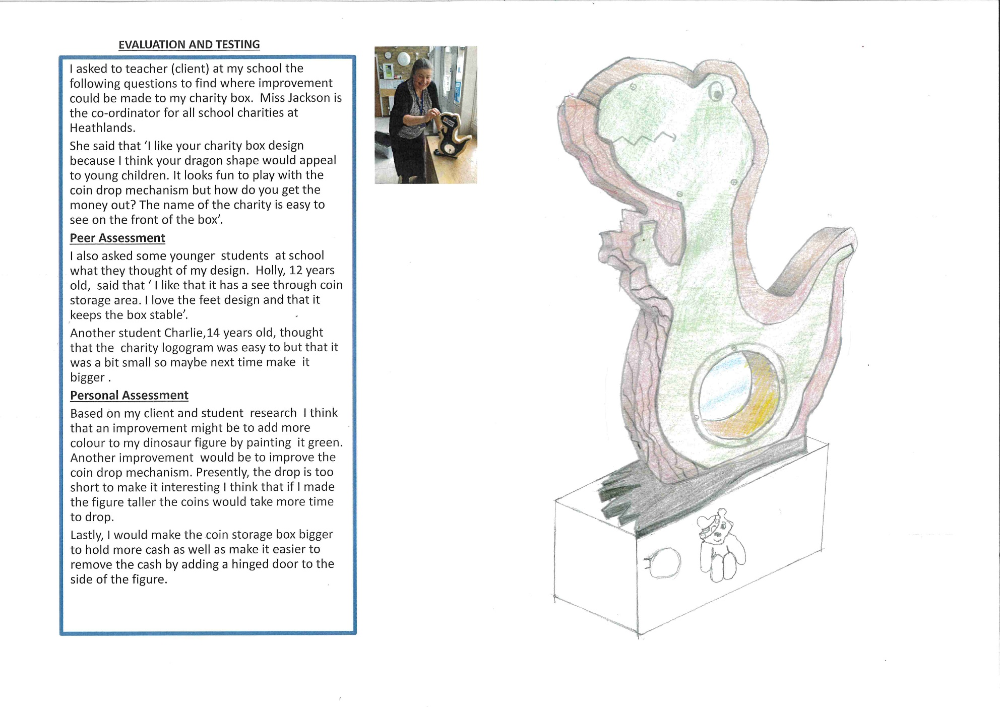 EVALUATION AND TESTING
I asked to teacher (client) at my school the
following questions to find where improvement
could be made to my charity box.  Miss Jackson is
the co-ordinator for all school charities at
Heathlands.
She said that ‘I like your charity box design
because I think your dragon shape would appeal
to young children. It looks fun to play with the
coin drop mechanism but how do you get the
money out? The name of the charity is easy to
see on the front of the box’.
Peer Assessment
I also asked some younger  students  at school
what they thought of my design.  Holly, 12 years
old,  said that ‘ I like that it has a see through coin
storage area. I love the feet design and that it
keeps the box stable’.
Another student Charlie,14 years old, thought
that the  charity logogram was easy to but that it
was a bit small so maybe next time make  it
bigger .
Personal Assessment
Based on my client and student  research  I think
that an improvement might be to add more
colour to my dinosaur figure by painting  it green.
Another improvement  would be to improve the
coin drop mechanism. Presently, the drop is too
short to make it interesting I think that if I made
the figure taller the coins would take more time
to drop.
Lastly, I would make the coin storage box bigger
to hold more cash as well as make it easier to
remove the cash by adding a hinged door to the
side of the figure.